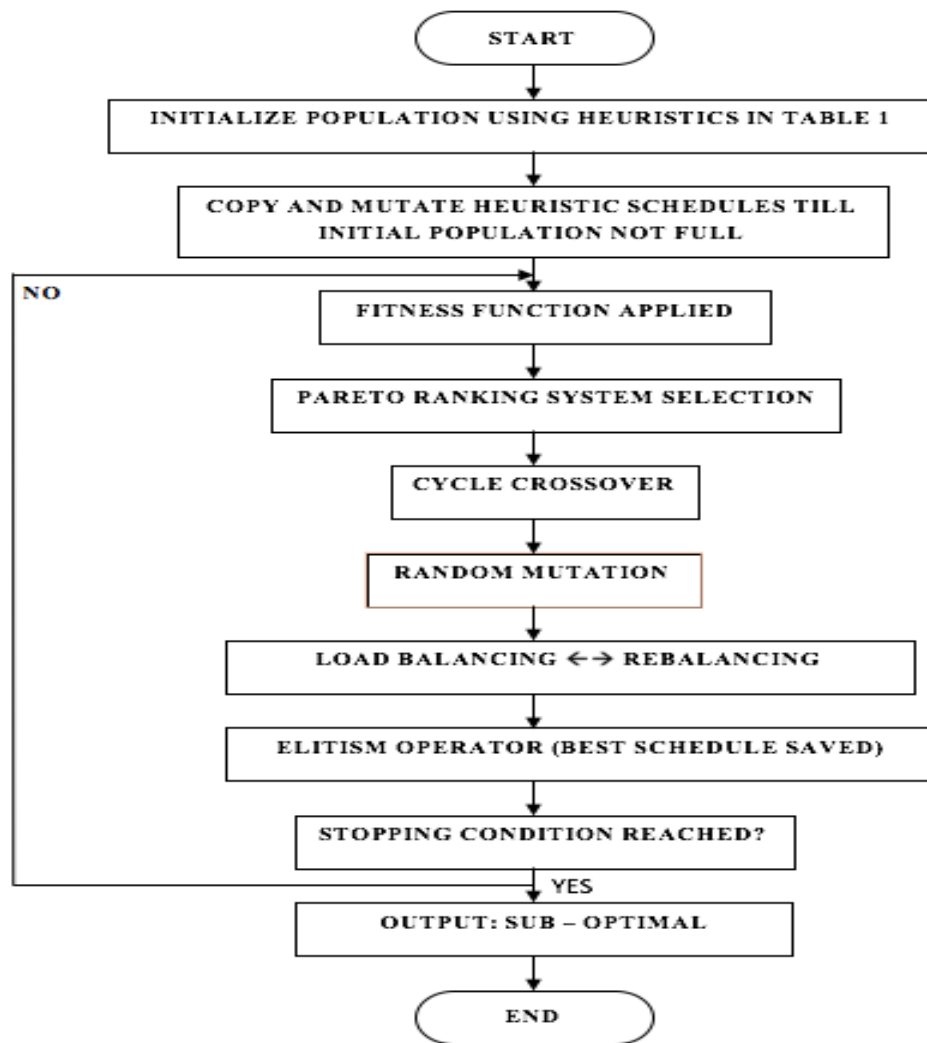 START
INITIALIZE POPULATION USING HEURISTICS IN TABLE 1
COPY AND MUTATE HEURISTIC SCHEDULES TILL
INITIAL POPULATION NOT FULL
NO
FITNESS FUNCTION APPLIED
PARETO RANKING SYSTEM SELECTION
CYCLE CROSSOVER
RANDOM MUTATION
LOAD BALANCING ←→ REBALANCING
ELITISM OPERATOR (BEST SCHEDULE SAVED)
STOPPING CONDITION REACHED?
YES
OUTPUT: SUB – OPTIMAL
END